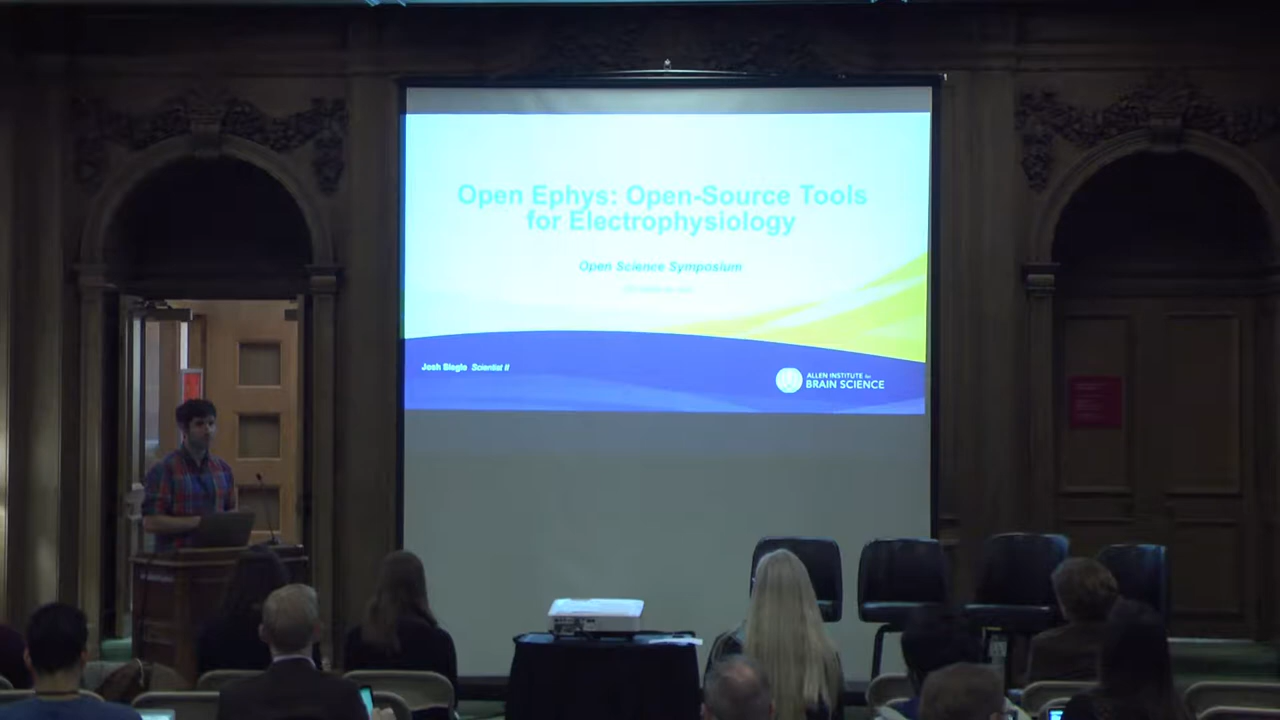 Open Ephys: Open-Source Tools
for Electrophysiology
Open Science Symposium
Josh Siegle Scientist II
ALLEN INSTITUTE for
BRAIN SCIENCE